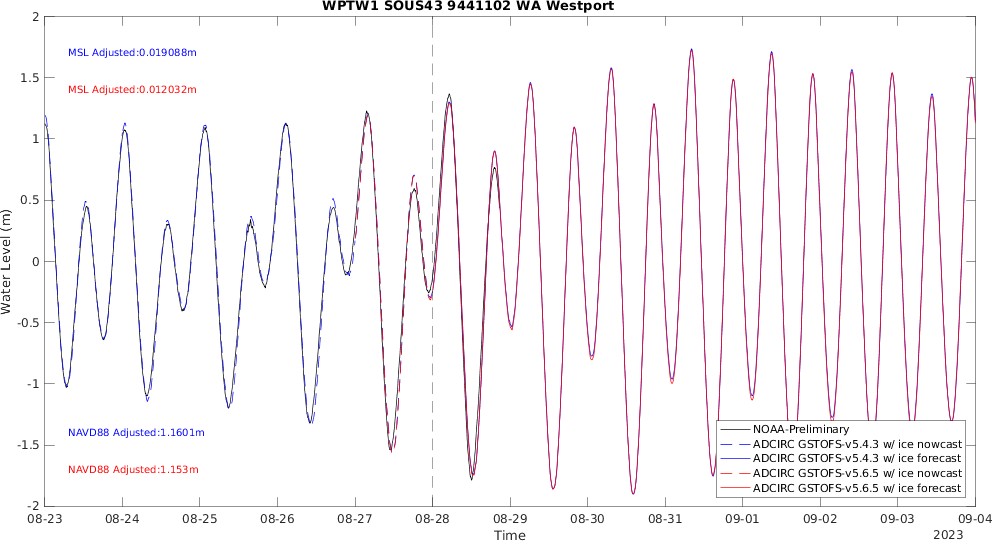 WPTW1 SOUS43 9441102 WA Westport
2
1.5
1
0.5
0
-0.5
-1
-1.5
-2
Water Level (m)
MSL Adjusted:0.019088m
MSL Adjusted:0.012032m
NAVD88 Adjusted:1.1601m
NAVD88 Adjusted:1.153m
NOAA-Preliminary
ADCIRC GSTOFS-v5.4.3 w/ ice nowcast
ADCIRC GSTOFS-v5.4.3 w/ ice forecast
ADCIRC GSTOFS-v5.6.5 w/ ice nowcast
ADCIRC GSTOFS-v5.6.5 w/ ice forecast
08-23 08-24 08-25 08-26 08-27 08-28 08-29 08-30 08-31 09-01 09-02 09-03 09-04
Time
2023